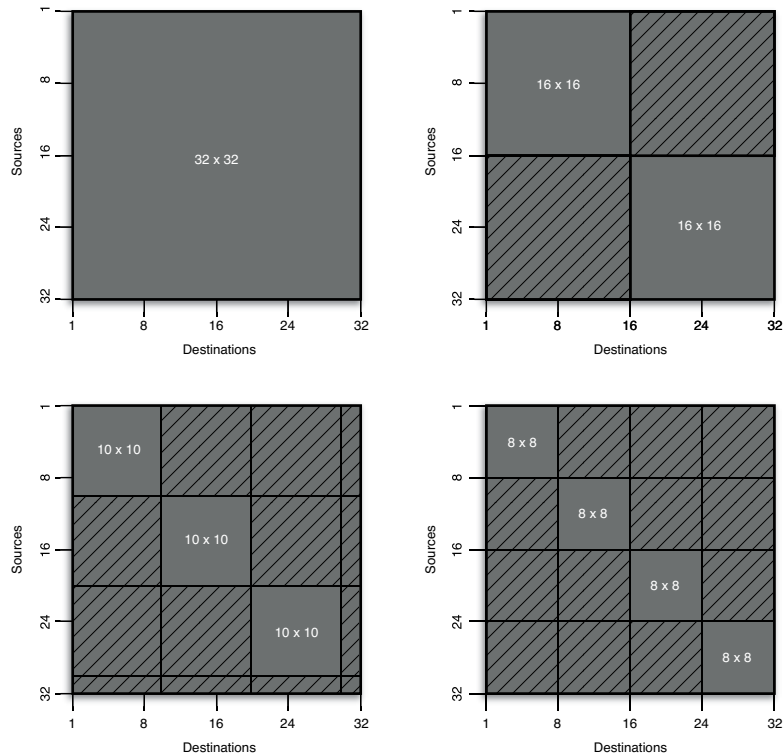 1
8
16
24
32
Sources
32 x 32
1
8
16
24
32
Destinations
1
8
16
24
32
Sources
16 x 16
16 x 16
1
8
16
24
32
Destinations
1
8
16
24
32
Sources
10 x 10
10 x 10
10 x 10
1
8
16
24
32
Destinations
1
8
16
24
32
Sources
8 x 8
8 x 8
8 x 8
8 x 8
1
8
16
24
32
Destinations